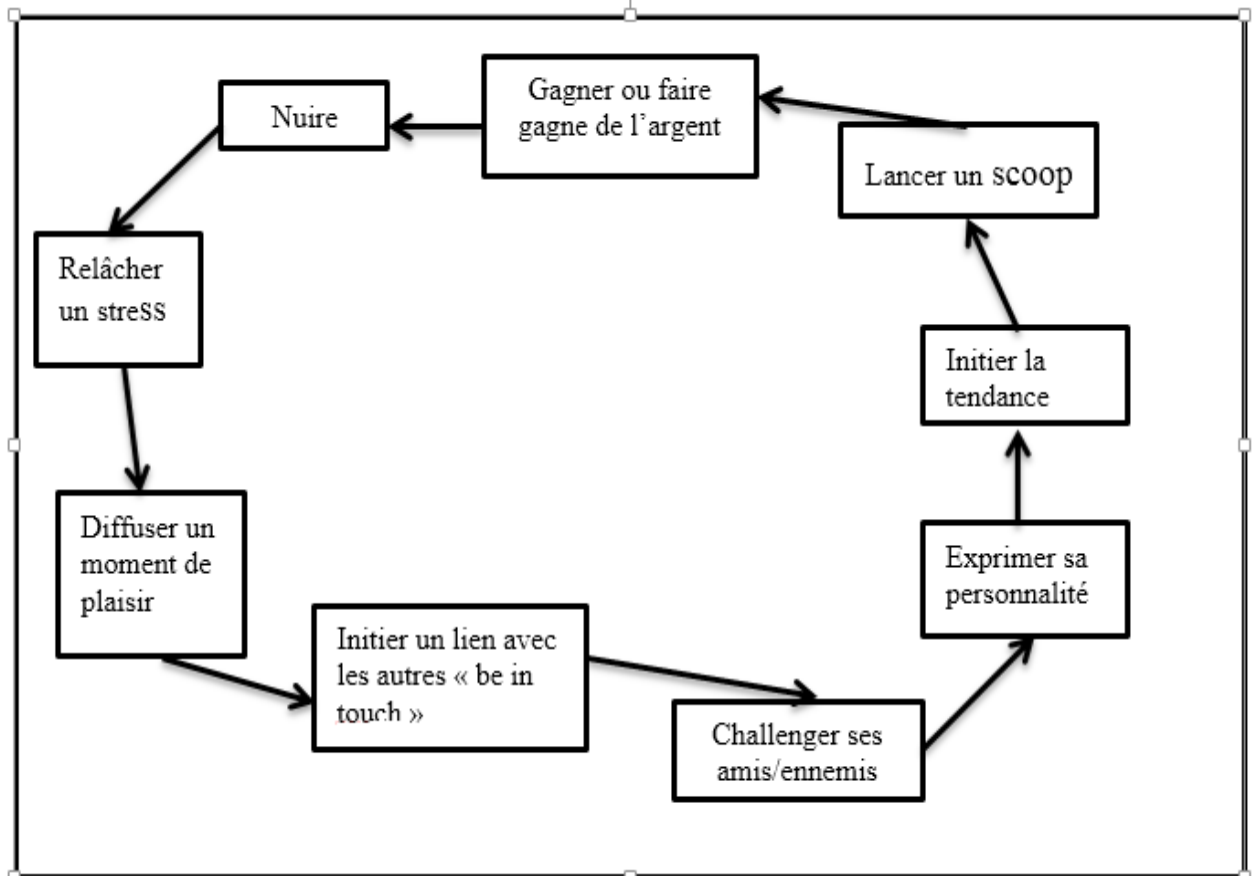 Gagner ou faire
gagne de l’argent
Nuire
Lancer un scoop
Relâcher
un stress
Initier la
tendance
Diffuser un
moment de
plaisir
Exprimer sa
personnalité
Initier un lien avec
les autres « be in
touch »
Challenger ses
amis/ennemis